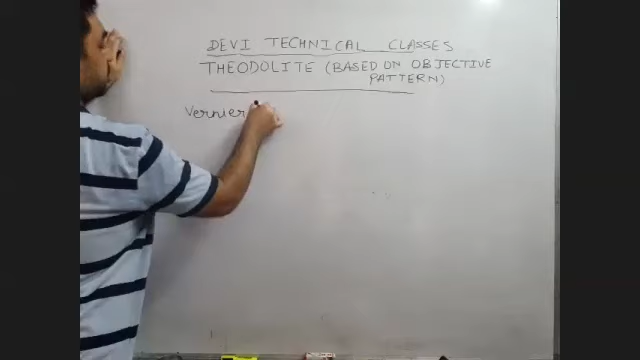 DEVI TECHNICAL CLASSES
THEODOLITE (BASED ON OBJECTIVE
PATTERN)
Vernier